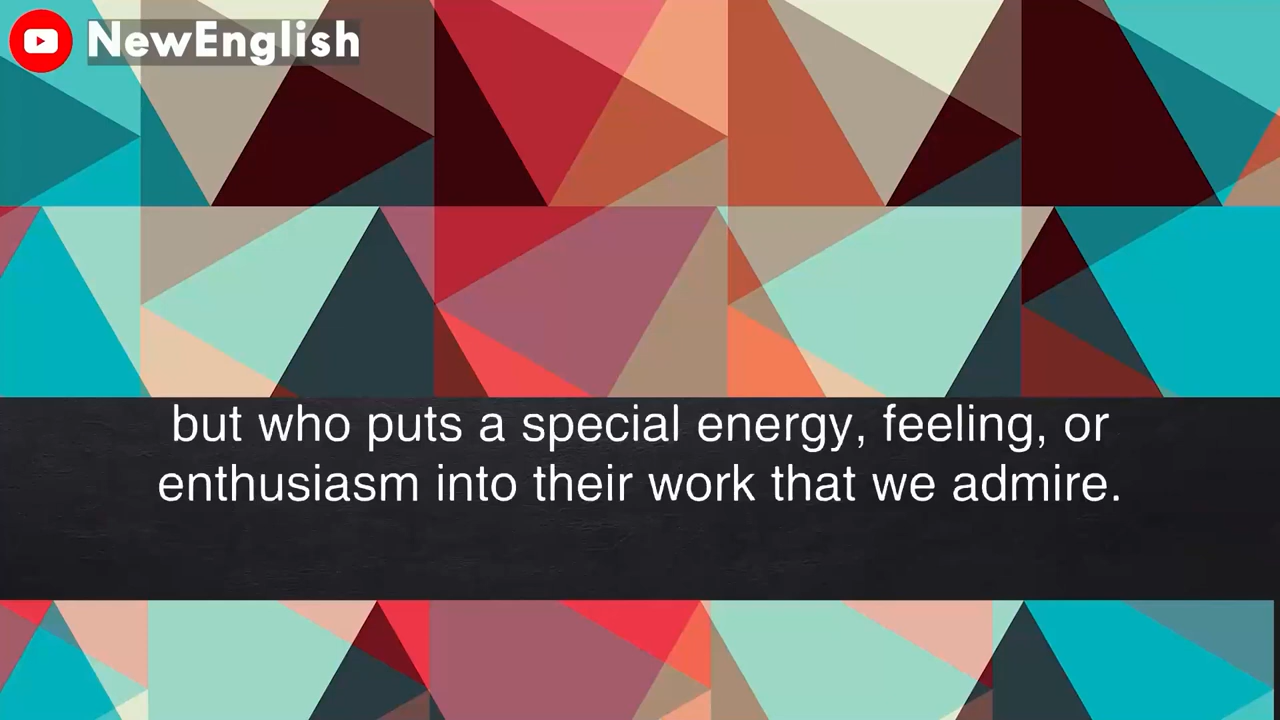 NewEnglish
but who puts a special energy, feeling, or
enthusiasm into their work that we admire.